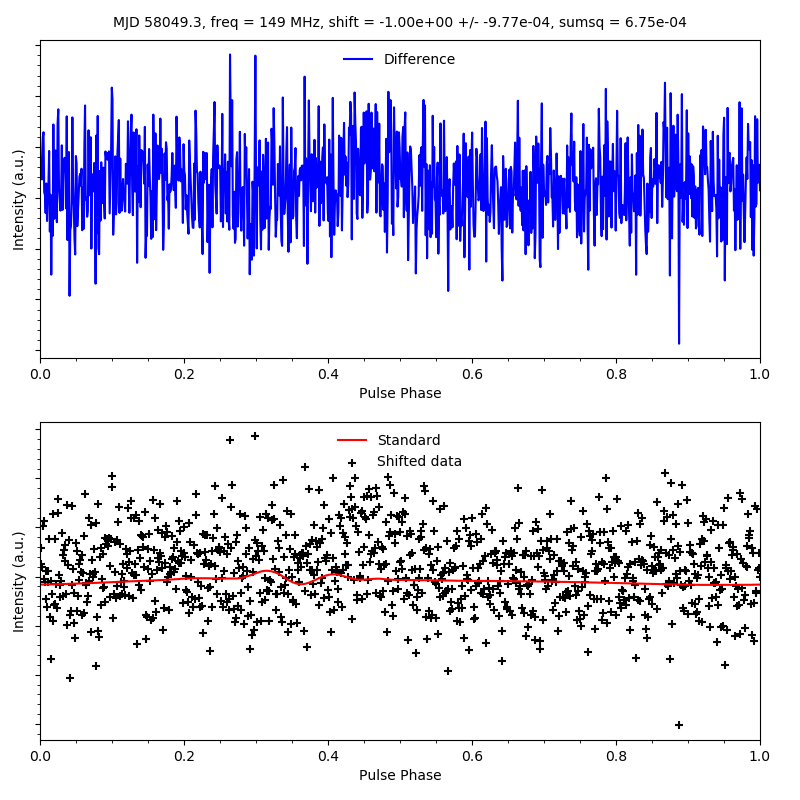 MJD 58049.3, freq = 149 MHz, shift = -1.00e+00 +/- -9.77e-04, sumsq = 6.75e-04
Difference
Intensity (a.u.)
0.0 0.2 0.4 0.6 0.8 1.0
Pulse Phase
Standard
Shifted data
Intensity (a.u.)
0.0 0.2 0.4 0.6 0.8 1.0
Pulse Phase